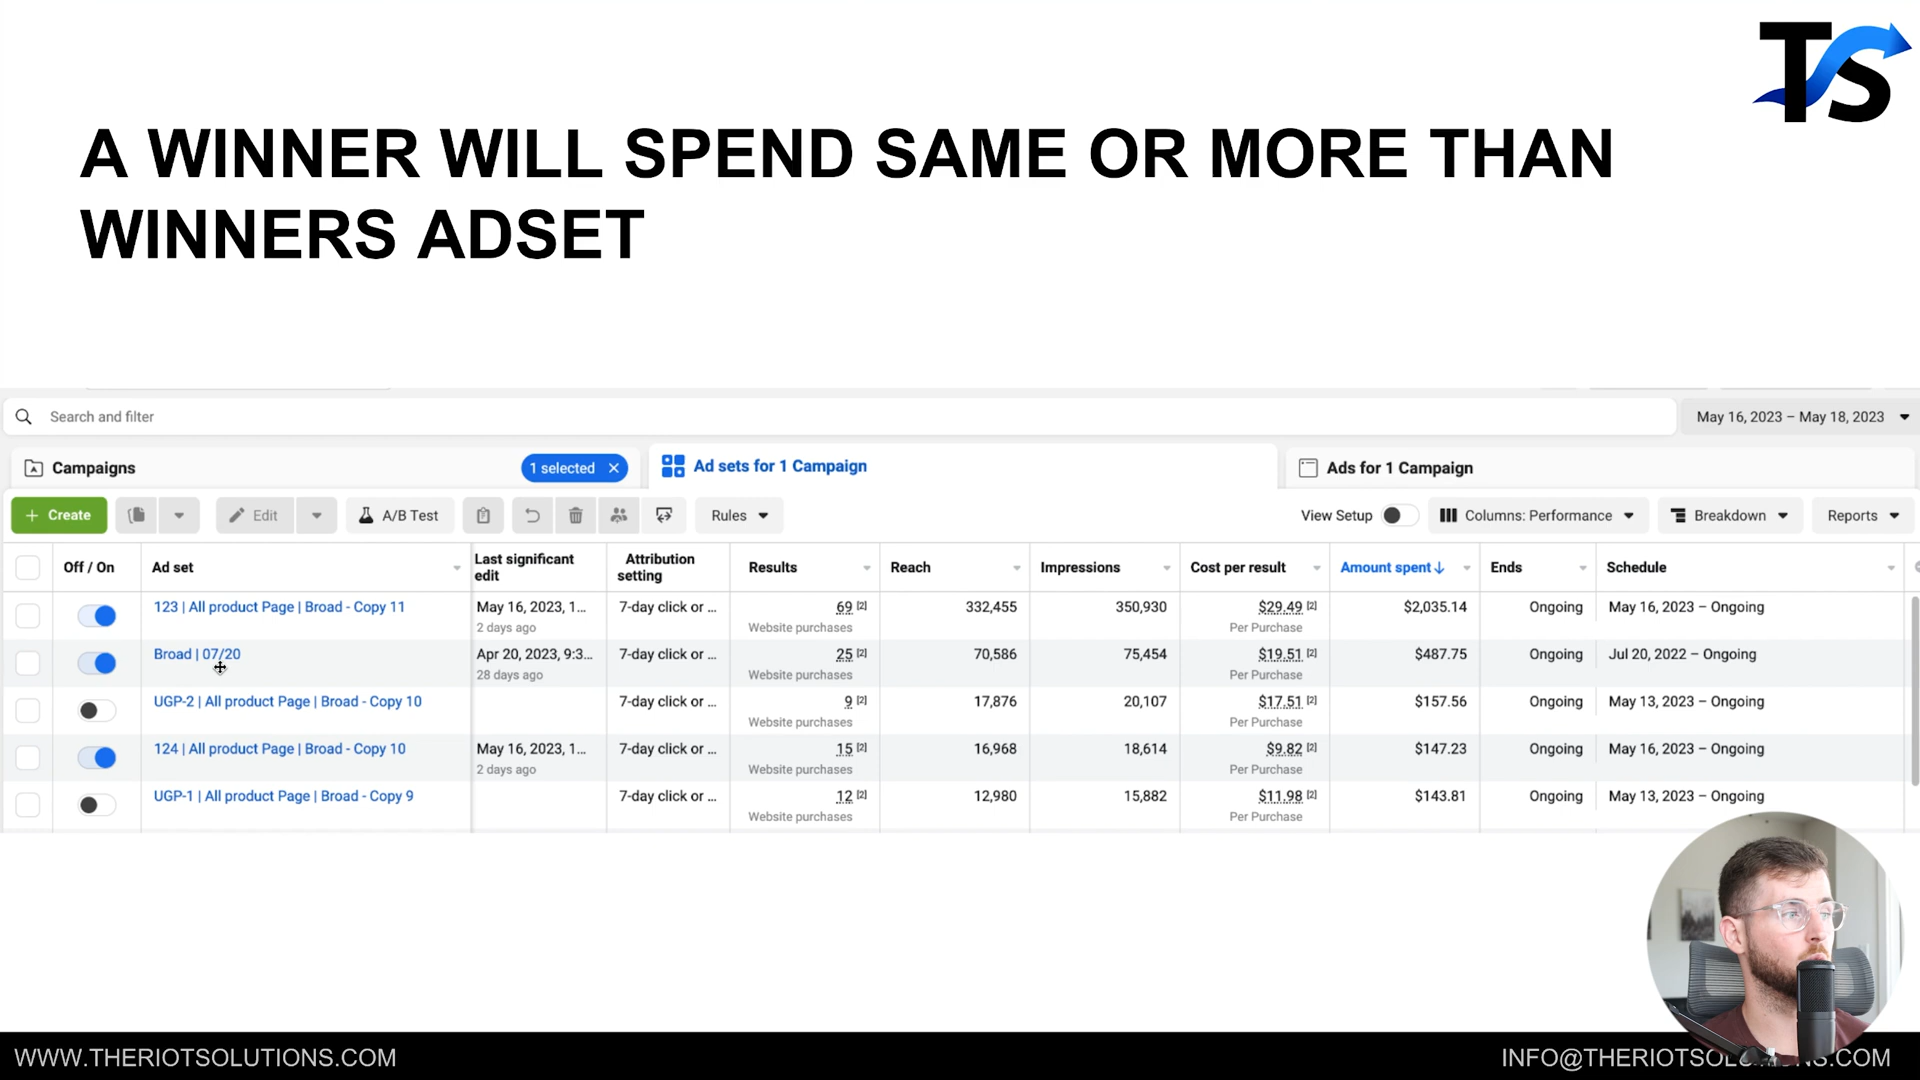 TS
A WINNER WILL SPEND SAME OR MORE THAN
WINNERS ADSET
Search and filter
May 16, 2023 – May 18, 2023
Campaigns
1 selected
Ad sets for 1 Campaign
Ads for 1 Campaign
+ Create Edit A/B Test Rules View Setup Columns: Performance Breakdown Reports
Off / On Ad set Last significant edit Attribution setting Results Reach Impressions Cost per result Amount spent↓ Ends Schedule
123 | All product Page | Broad - Copy 11 May 16, 2023, 1... 7-day click or ... 69 [2] 332,455 350,930 $29.49 [2] $2,035.14 Ongoing May 16, 2023 – Ongoing
2 days ago Website purchases Per Purchase
Broad | 07/20 Apr 20, 2023, 9:3... 7-day click or ... 25 [2] 70,586 75,454 $19.51 [2] $487.75 Ongoing Jul 20, 2022 – Ongoing
28 days ago Website purchases Per Purchase
UGP-2 | All product Page | Broad - Copy 10 7-day click or ... 9 [2] 17,876 20,107 $17.51 [2] $157.56 Ongoing May 13, 2023 – Ongoing
Website purchases Per Purchase
124 | All product Page | Broad - Copy 10 May 16, 2023, 1... 7-day click or ... 15 [2] 16,968 18,614 $9.82 [2] $147.23 Ongoing May 16, 2023 – Ongoing
2 days ago Website purchases Per Purchase
UGP-1 | All product Page | Broad - Copy 9 7-day click or ... 12 [2] 12,980 15,882 $11.98 [2] $143.81 Ongoing May 13, 2023 – Ongoing
Website purchases Per Purchase
WWW.THERIOTSOLUTIONS.COM